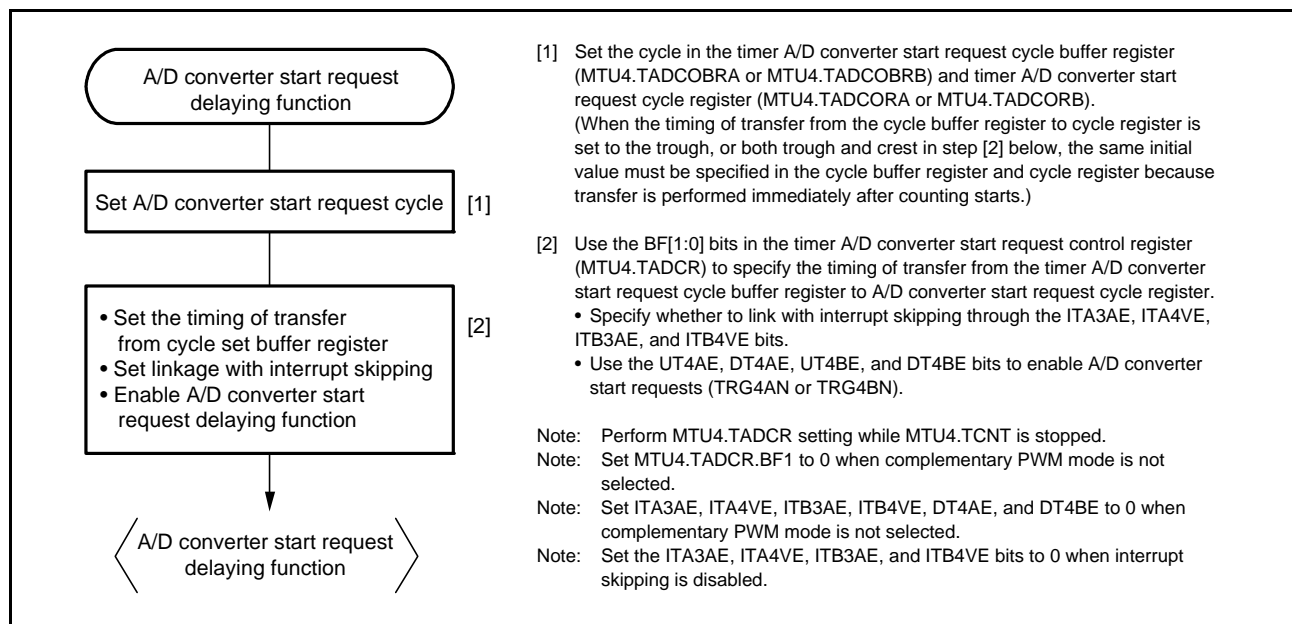 A/D converter start request
delaying function
Set A/D converter start request cycle
[1]
• Set the timing of transfer
from cycle set buffer register
• Set linkage with interrupt skipping
• Enable A/D converter start
request delaying function
[2]
A/D converter start request
delaying function
[1] Set the cycle in the timer A/D converter start request cycle buffer register
(MTU4.TADCOBRA or MTU4.TADCOBRB) and timer A/D converter start
request cycle register (MTU4.TADCORA or MTU4.TADCORB).
(When the timing of transfer from the cycle buffer register to cycle register is
set to the trough, or both trough and crest in step [2] below, the same initial
value must be specified in the cycle buffer register and cycle register because
transfer is performed immediately after counting starts.)
[2] Use the BF[1:0] bits in the timer A/D converter start request control register
(MTU4.TADCR) to specify the timing of transfer from the timer A/D converter
start request cycle buffer register to A/D converter start request cycle register.
• Specify whether to link with interrupt skipping through the ITA3AE, ITA4VE,
ITB3AE, and ITB4VE bits.
• Use the UT4AE, DT4AE, UT4BE, and DT4BE bits to enable A/D converter
start requests (TRG4AN or TRG4BN).
Note: Perform MTU4.TADCR setting while MTU4.TCNT is stopped.
Note: Set MTU4.TADCR.BF1 to 0 when complementary PWM mode is not
selected.
Note: Set ITA3AE, ITA4VE, ITB3AE, ITB4VE, DT4AE, and DT4BE to 0 when
complementary PWM mode is not selected.
Note: Set the ITA3AE, ITA4VE, ITB3AE, and ITB4VE bits to 0 when interrupt
skipping is disabled.